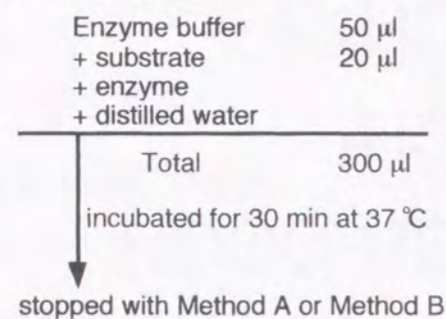 Enzyme buffer 50 µl
+ substrate 20 µl
+ enzyme
+ distilled water
Total 300 µl
incubated for 30 min at 37 ℃
stopped with Method A or Method B